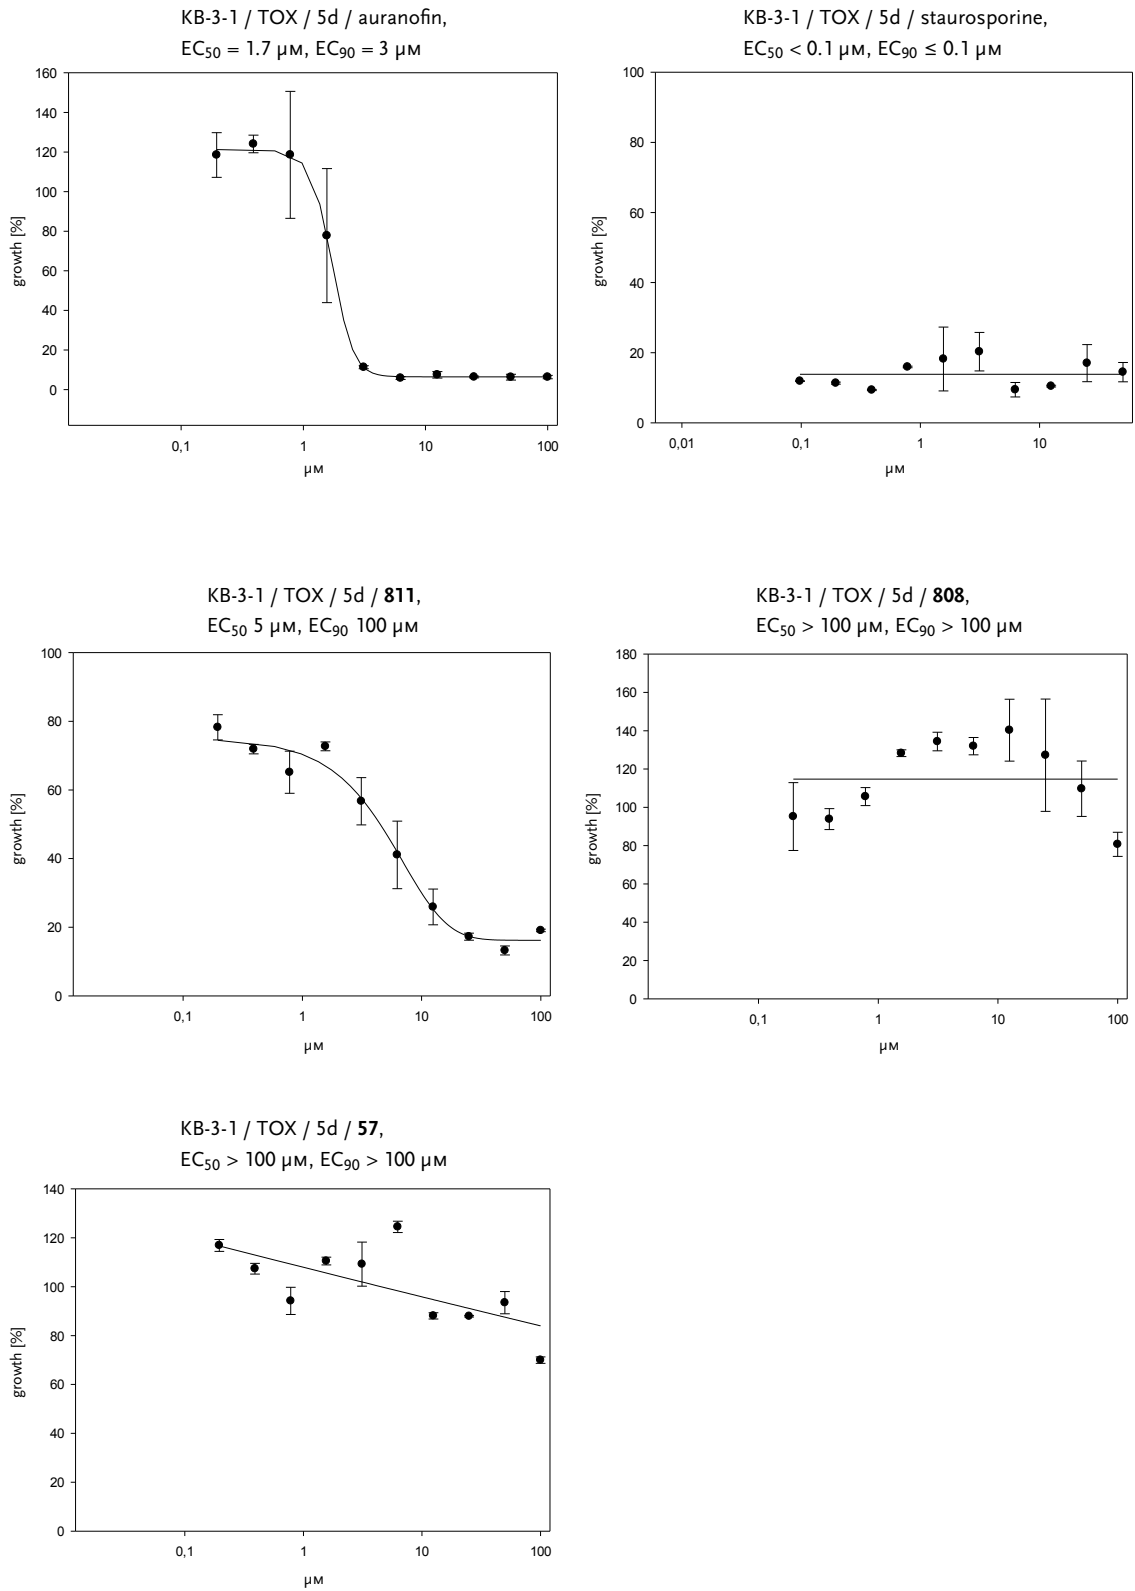 KB-3-1 / TOX / 5d / auranofin,
EC50 = 1.7 µM, EC90 = 3 µM
160
140
120
100
80
60
40
20
0
growth [%]
0,1 1 10 100
µM
KB-3-1 / TOX / 5d / staurosporine,
EC50 < 0.1 µM, EC90 ≤ 0.1 µM
100
80
60
40
20
0
growth [%]
0,01 0,1 1 10
µM
KB-3-1 / TOX / 5d / 811,
EC50 5 µM, EC90 100 µM
100
80
60
40
20
0
growth [%]
0,1 1 10 100
µM
KB-3-1 / TOX / 5d / 808,
EC50 > 100 µM, EC90 > 100 µM
180
160
140
120
100
80
60
40
20
0
growth [%]
0,1 1 10 100
µM
KB-3-1 / TOX / 5d / 57,
EC50 > 100 µM, EC90 > 100 µM
140
120
100
80
60
40
20
0
growth [%]
0,1 1 10 100
µM